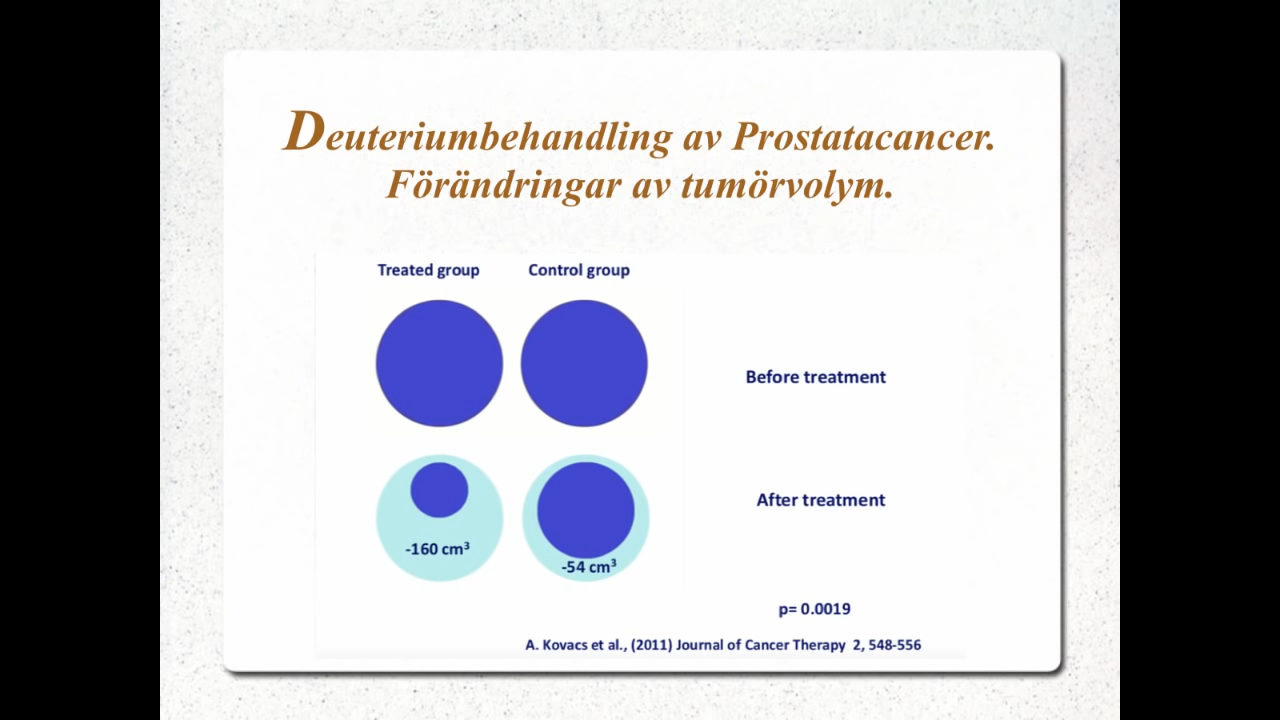 Deuteriumbehandling av Prostatacancer.
Förändringar av tumörvolym.
Treated group Control group
Before treatment
After treatment
-160 cm³
-54 cm³
p= 0.0019
A. Kovacs et al., (2011) Journal of Cancer Therapy 2, 548-556